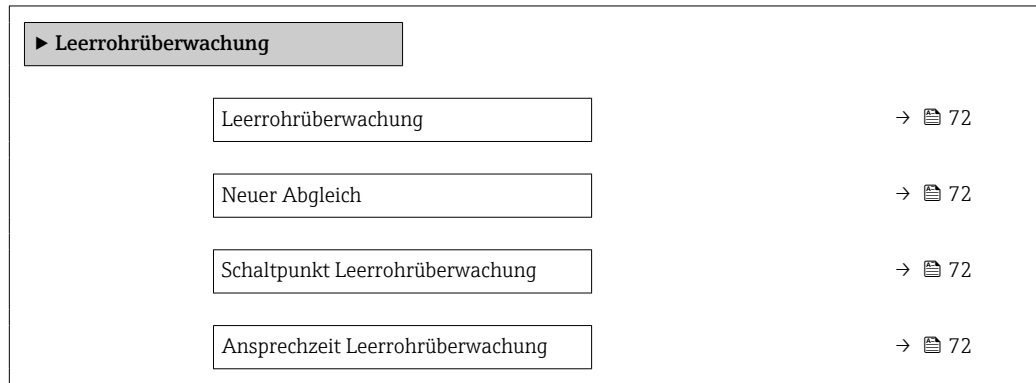 ▶ Leerrohrüberwachung
Leerrohrüberwachung → 72
Neuer Abgleich → 72
Schaltpunkt Leerrohrüberwachung → 72
Ansprechzeit Leerrohrüberwachung → 72